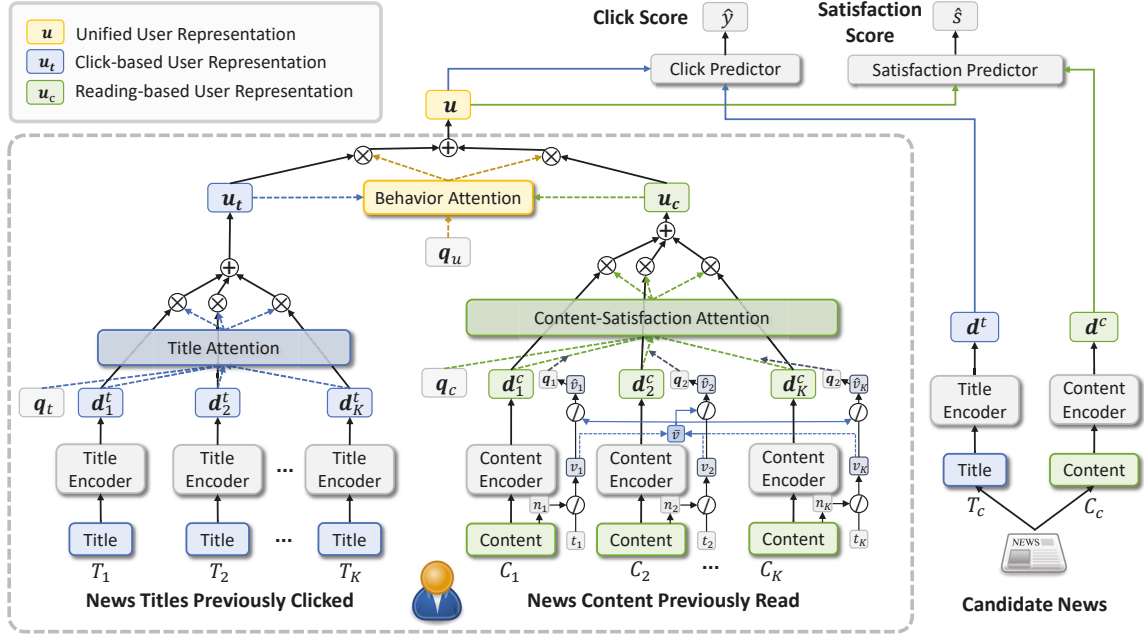 u Unified User Representation
u_t Click-based User Representation
u_c Reading-based User Representation
Click Score ŷ
Satisfaction Score ŝ
Click Predictor
Satisfaction Predictor
u
Behavior Attention
u_t
u_c
q_u
Title Attention
Content-Satisfaction Attention
q_t d_1^t d_2^t d_K^t
q_c d_1^c q_1 v̂_1 d_2^c q_2 v̂_2 d_K^c q_2 v̂_K
v̄
d^t d^c
Title Encoder
Title Encoder
...
Title Encoder
Content Encoder
v_1
Content Encoder
v_2
Content Encoder
v_K
Title Encoder
Content Encoder
n_1 n_2 n_K
Title Title ... Title
Content t_1 Content t_2 Content t_K
Title Content
T_1 T_2 T_K
C_1 C_2 ... C_K
T_c C_c
NEWS
News Titles Previously Clicked
News Content Previously Read
Candidate News